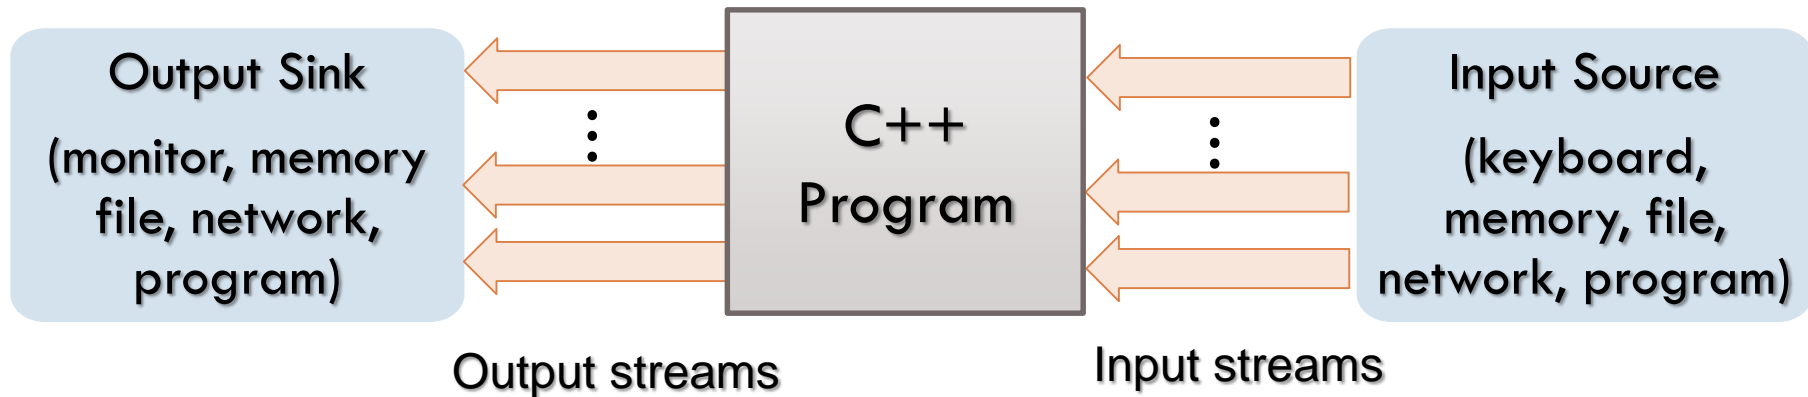 Output Sink
(monitor, memory
file, network,
program)
C++
Program
Input Source
(keyboard,
memory, file,
network, program)
Output streams
Input streams